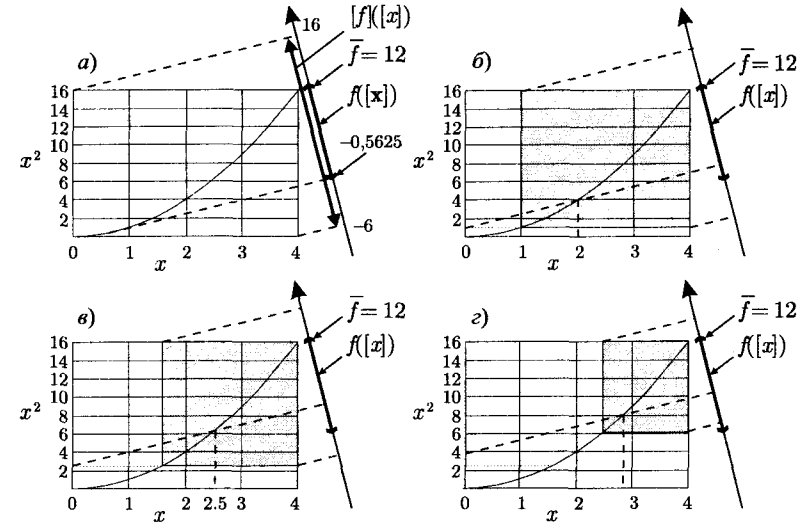 а)
16
[f]([x])
f̅ = 12
f([x])
−0,5625
−6
x²
16
14
12
10
8
6
4
2
0 1 2 3 4
x
б)
f̅ = 12
f([x])
x²
16
14
12
10
8
6
4
2
0 1 2 3 4
x
в)
f̅ = 12
f([x])
x²
16
14
12
10
8
6
4
2
0 1 2 2.5 3 4
x
г)
f̅ = 12
f([x])
x²
16
14
12
10
8
6
4
2
0 1 2 3 4
x